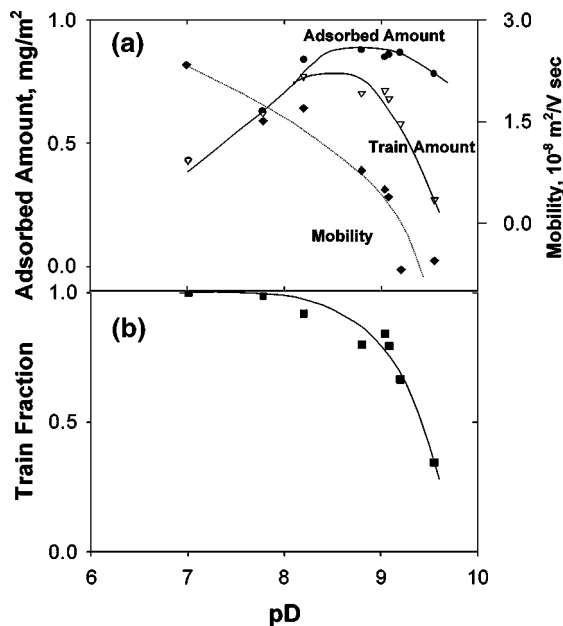 (a)
Adsorbed Amount
Train Amount
Mobility
Adsorbed Amount, mg/m²
1.0
0.5
0.0
3.0
1.5
0.0
Mobility, 10⁻⁸ m²/V sec
(b)
Train Fraction
1.0
0.5
1.0
6 7 8 9 10
pD